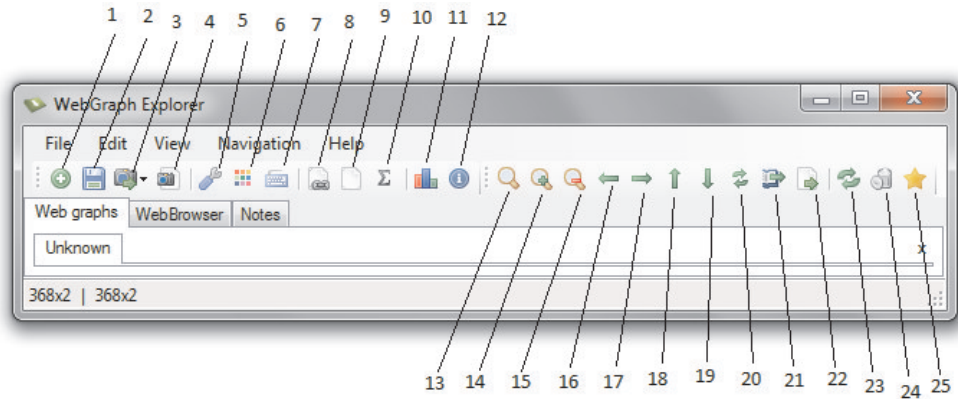 1 2 3 4 5 6 7 8 9 10 11 12
WebGraph Explorer
File Edit View Navigation Help
Σ
Web graphs WebBrowser Notes
Unknown x
368x2 | 368x2
13 14 15 16 17 18 19 20 21 22 23 24 25